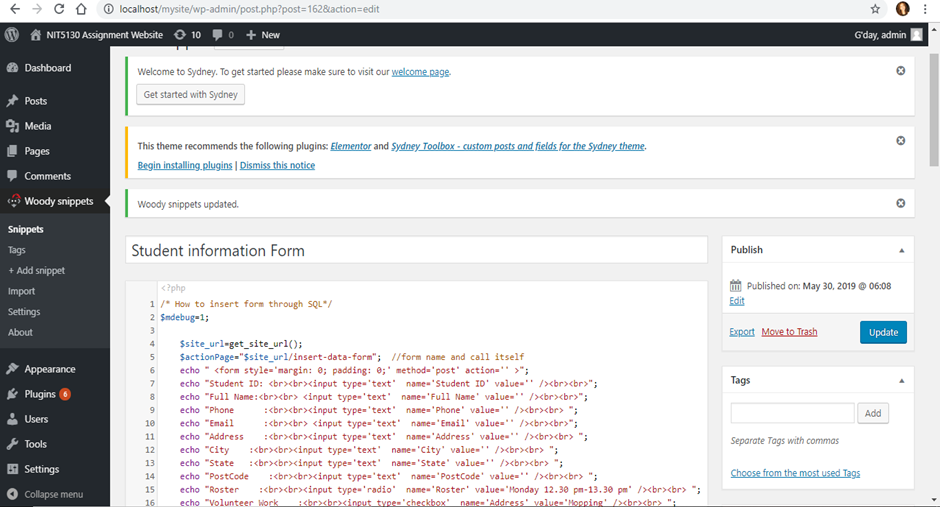 localhost/mysite/wp-admin/post.php?post=162&action=edit
NIT5130 Assignment Website 10 0 + New G'day, admin
Dashboard
Posts
Media
Pages
Comments
Woody snippets
Snippets
Tags
+ Add snippet
Import
Settings
About
Appearance
Plugins 6
Users
Tools
Settings
Collapse menu
Welcome to Sydney. To get started please make sure to visit our welcome page.
Get started with Sydney
This theme recommends the following plugins: Elementor and Sydney Toolbox - custom posts and fields for the Sydney theme.
Begin installing plugins | Dismiss this notice
Woody snippets updated.
Student information Form
<?php
1 /* How to insert form through SQL*/
2 $mdebug=1;
3
4 $site_url=get_site_url();
5 $actionPage="$site_url/insert-data-form"; //form name and call itself
6 echo " <form style='margin: 0; padding: 0;' method='post' action='' >";
7 echo "Student ID: <br><br><input type='text' name='Student ID' value='' /><br><br>";
8 echo "Full Name:<br><br> <input type='text' name='Full Name' value='' /><br><br>";
9 echo "Phone :<br><br><input type='text' name='Phone' value='' /><br><br> ";
10 echo "Email :<br><br> <input type='text' name='Email' value='' /><br><br>";
11 echo "Address :<br><br><input type='text' name='Address' value='' /><br><br> ";
12 echo "City :<br><br><input type='text' name='City' value='' /><br><br> ";
13 echo "State :<br><br><input type='text' name='State' value='' /><br><br> ";
14 echo "PostCode :<br><br><input type='text' name='PostCode' value='' /><br><br> ";
15 echo "Roster :<br><br><input type='radio' name='Roster' value='Monday 12.30 pm-13.30 pm' /><br><br> ";
16 echo "Volunteer Work :<br><br><input type='checkbox' name='Address' value='Mopping' /><br><br> ";
Publish
Published on: May 30, 2019 @ 06:08
Edit
Export Move to Trash Update
Tags
Add
Separate Tags with commas
Choose from the most used Tags